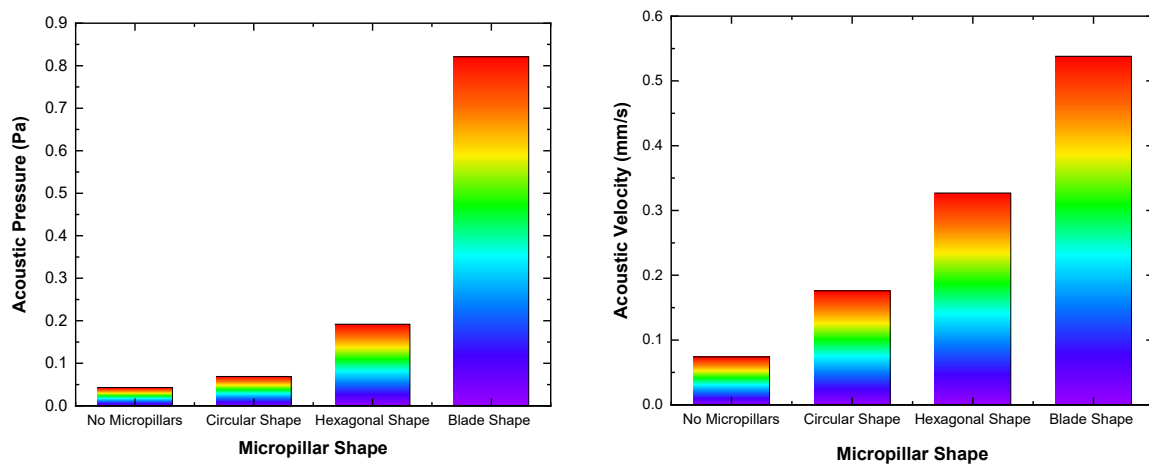 0.9
0.8
0.7
0.6
0.5
0.4
0.3
0.2
0.1
0.0
Acoustic Pressure (Pa)
No Micropillars Circular Shape Hexagonal Shape Blade Shape
Micropillar Shape
0.6
0.5
0.4
0.3
0.2
0.1
0.0
Acoustic Velocity (mm/s)
No Micropillars Circular Shape Hexagonal Shape Blade Shape
Micropillar Shape